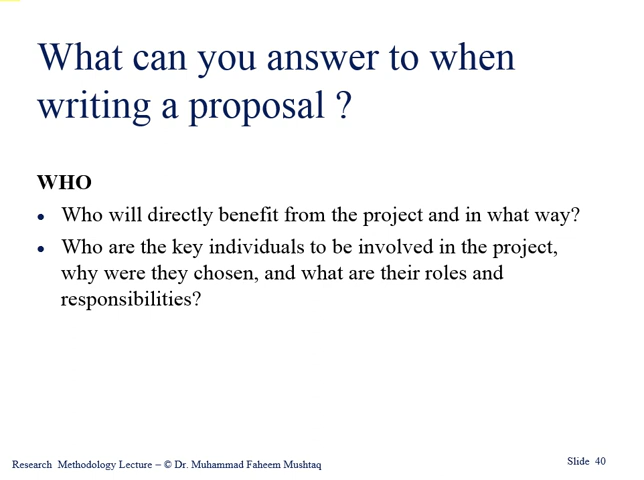 What can you answer to when
writing a proposal ?
WHO
• Who will directly benefit from the project and in what way?
• Who are the key individuals to be involved in the project,
why were they chosen, and what are their roles and
responsibilities?
Research Methodology Lecture – © Dr. Muhammad Faheem Mushtaq
Slide 40